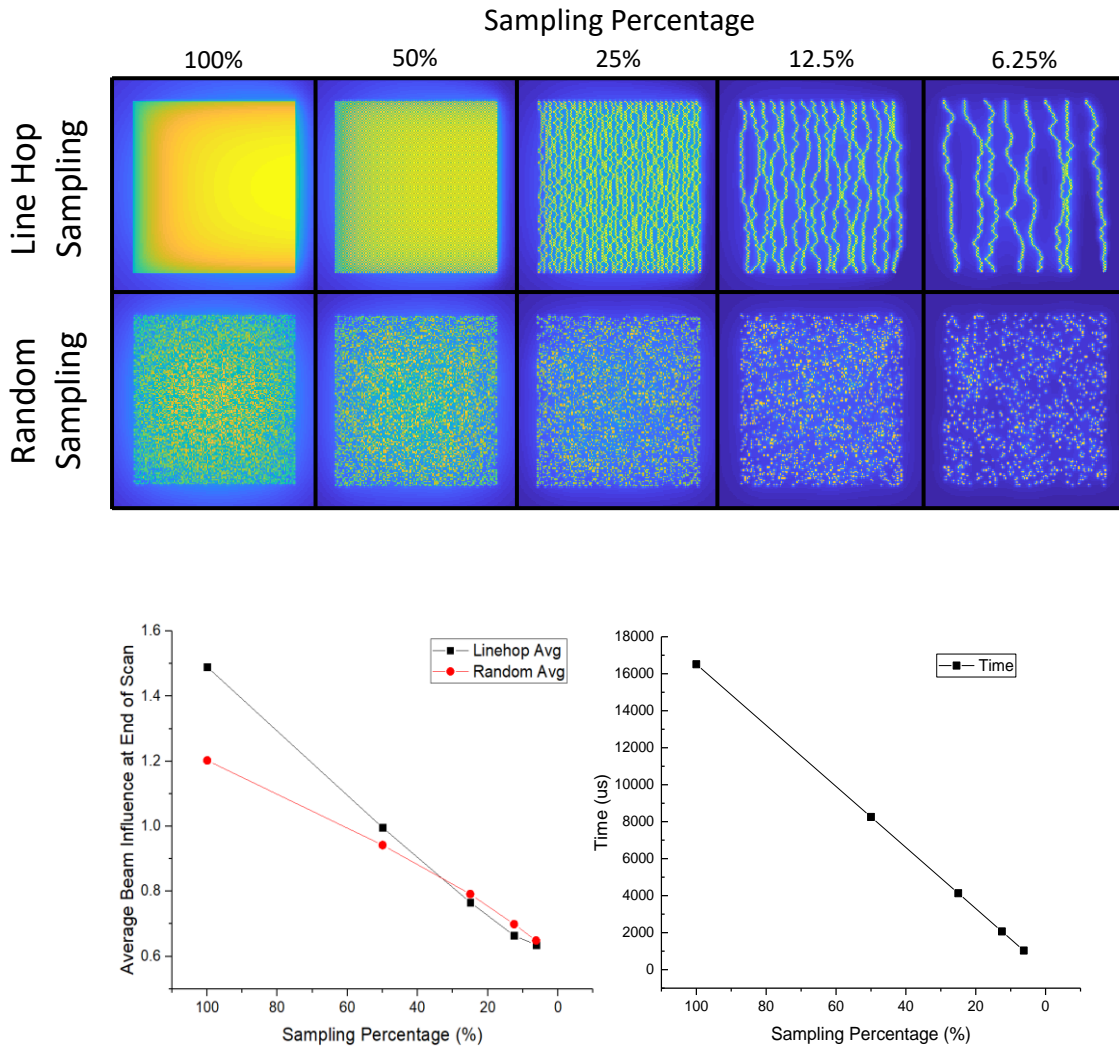 Sampling Percentage
100%
50%
25%
12.5%
6.25%
Line Hop
Sampling
Random
Sampling
1.6
1.4
1.2
1.0
0.8
0.6
Average Beam Influence at End of Scan
Linehop Avg
Random Avg
100
80
60
40
20
0
Sampling Percentage (%)
18000
16000
14000
12000
10000
8000
6000
4000
2000
0
Time (us)
Time
100
80
60
40
20
0
Sampling Percentage (%)